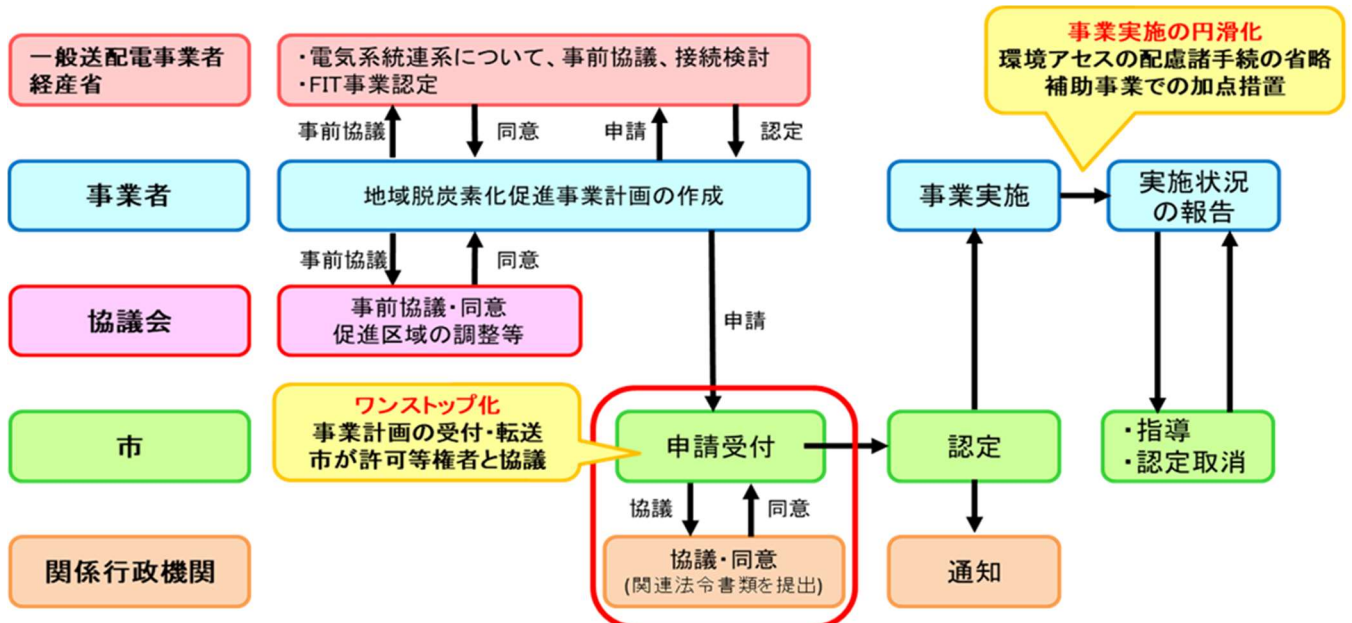 一般送配電事業者
経産省
・電気系統連系について、事前協議、接続検討
・FIT事業認定
事業実施の円滑化
環境アセスの配慮諸手続の省略
補助事業での加点措置
事前協議
同意
申請
認定
事業者
地域脱炭素化促進事業計画の作成
事業実施
実施状況
の報告
事前協議
同意
協議会
事前協議・同意
促進区域の調整等
申請
ワンストップ化
事業計画の受付・転送
市が許可等権者と協議
市
申請受付
認定
・指導
・認定取消
協議
同意
関係行政機関
協議・同意
(関連法令書類を提出)
通知